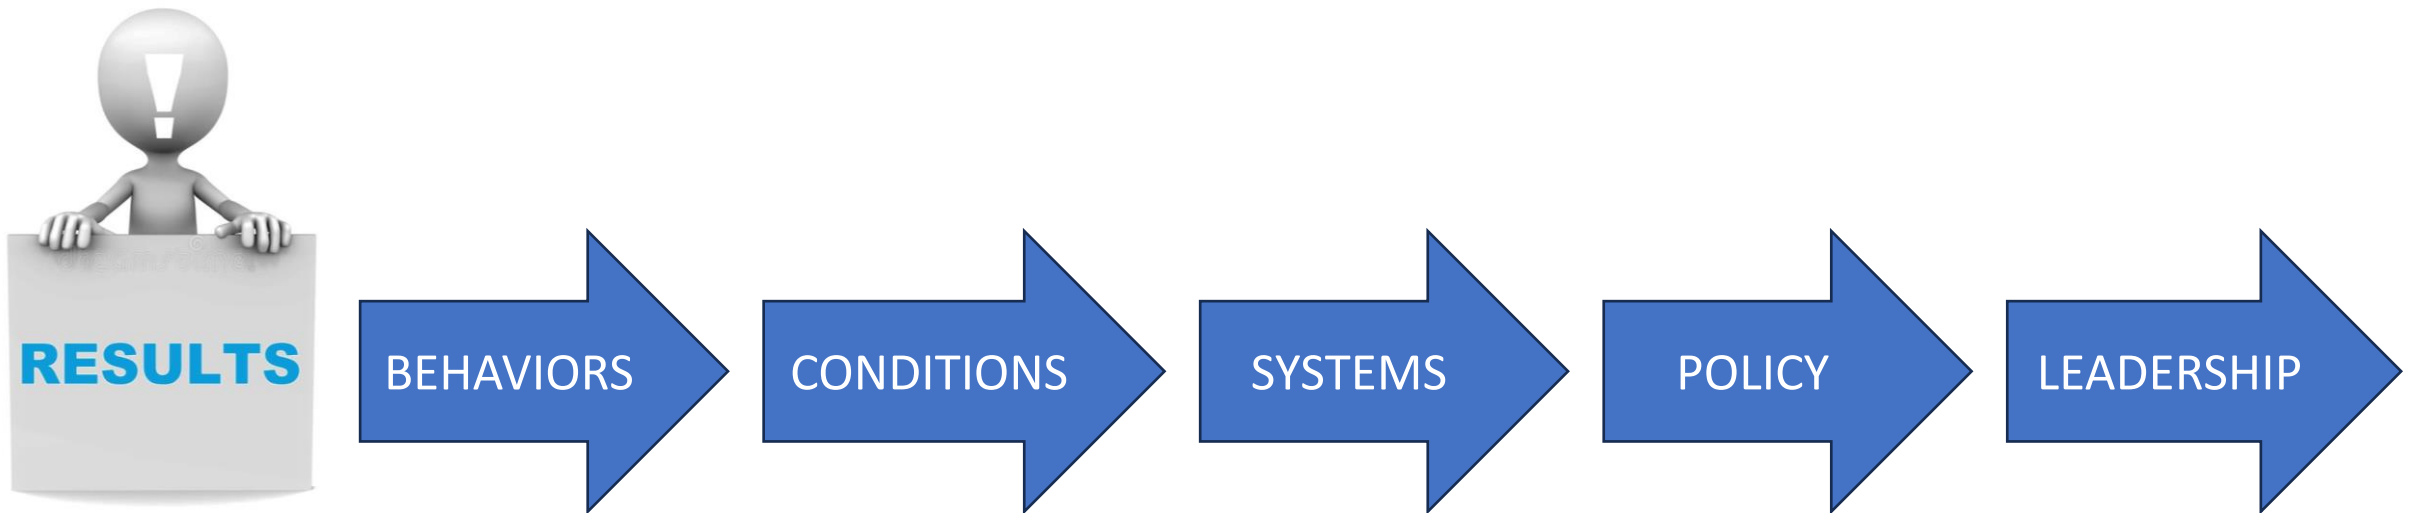 RESULTS
BEHAVIORS
CONDITIONS
SYSTEMS
POLICY
LEADERSHIP